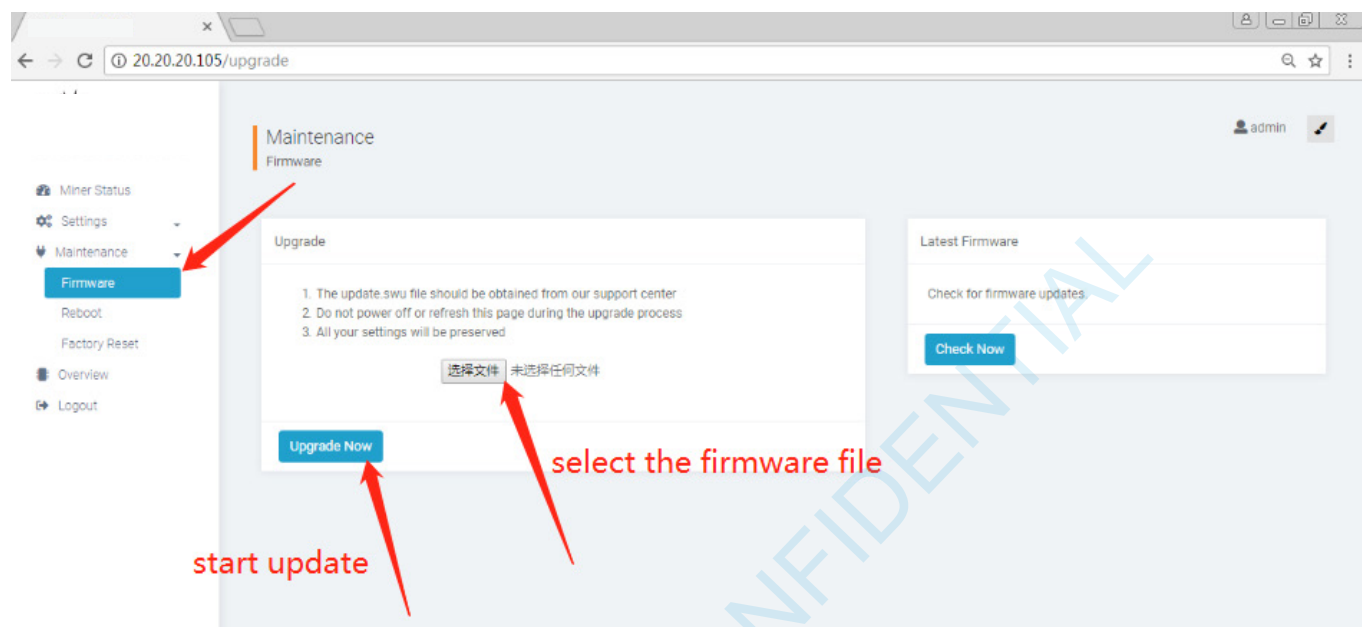 20.20.20.105/upgrade
admin
Maintenance
Firmware
Miner Status
Settings
Maintenance
Firmware
Reboot
Factory Reset
Overview
Logout
Upgrade
1. The update.swu file should be obtained from our support center
2. Do not power off or refresh this page during the upgrade process
3. All your settings will be preserved
选择文件 未选择任何文件
Upgrade Now
Latest Firmware
Check for firmware updates.
Check Now
select the firmware file
start update
NFIDENTIAL